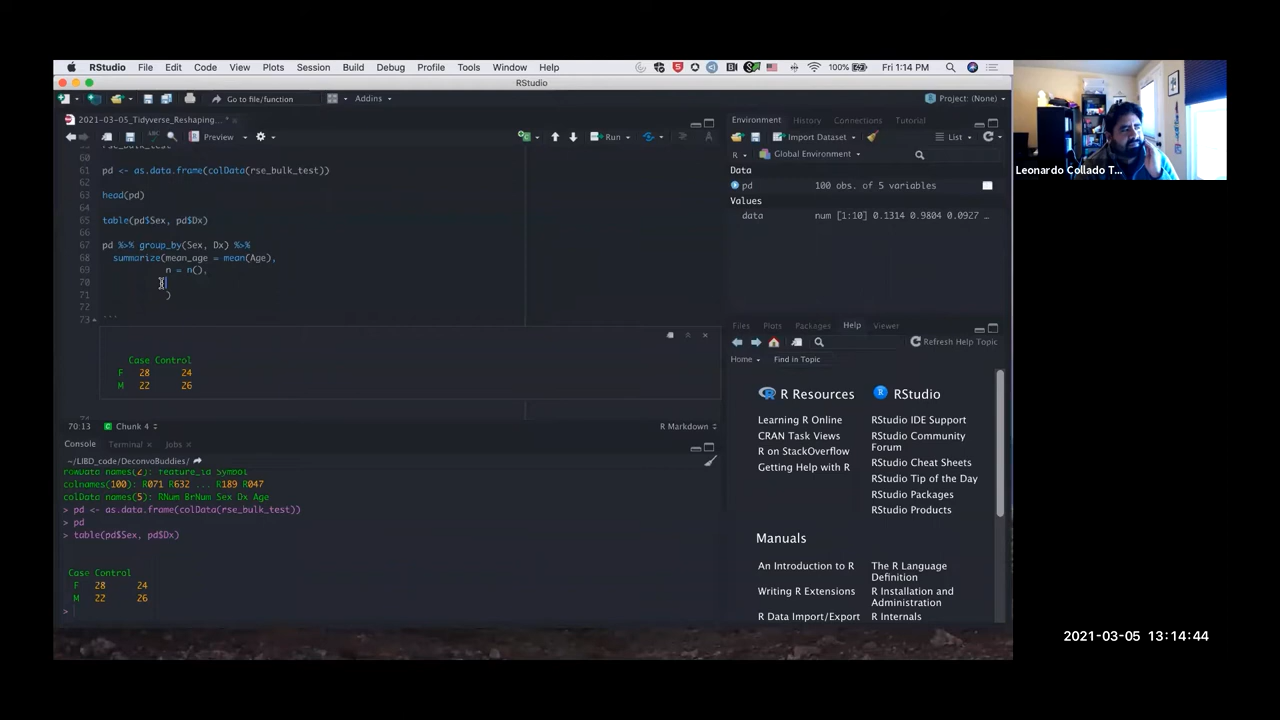 RStudio File Edit Code View Plots Session Build Debug Profile Tools Window Help 100% Fri 1:14 PM
RStudio
Go to file/function Addins Project: (None)
2021-03-05_Tidyverse_Reshaping...
Preview Run
rse_bulk_test
60
61 pd <- as.data.frame(colData(rse_bulk_test))
62
63 head(pd)
64
65 table(pd$Sex, pd$Dx)
66
67 pd %>% group_by(Sex, Dx) %>%
68 summarize(mean_age = mean(Age),
69 n = n(),
70
71 )
72
73 ```
Case Control
F 28 24
M 22 26
74
70:13 Chunk 4 R Markdown
Console Terminal Jobs
~/LIBD_code/DeconvoBuddies/
rowData names(2): feature_id Symbol
colnames(100): R071 R632 ... R189 R047
colData names(5): RNum BrNum Sex Dx Age
> pd <- as.data.frame(colData(rse_bulk_test))
> pd
> table(pd$Sex, pd$Dx)
Case Control
F 28 24
M 22 26
>
Environment History Connections Tutorial
Import Dataset List
R Global Environment
Data
pd 100 obs. of 5 variables
Values
data num [1:10] 0.1314 0.9804 0.0927 ...
Files Plots Packages Help Viewer
Refresh Help Topic
Home Find in Topic
R Resources
Learning R Online
CRAN Task Views
R on StackOverflow
Getting Help with R
RStudio
RStudio IDE Support
RStudio Community
Forum
RStudio Cheat Sheets
RStudio Tip of the Day
RStudio Packages
RStudio Products
Manuals
An Introduction to R
Writing R Extensions
R Data Import/Export
The R Language
Definition
R Installation and
Administration
R Internals
Leonardo Collado T...
2021-03-05 13:14:44